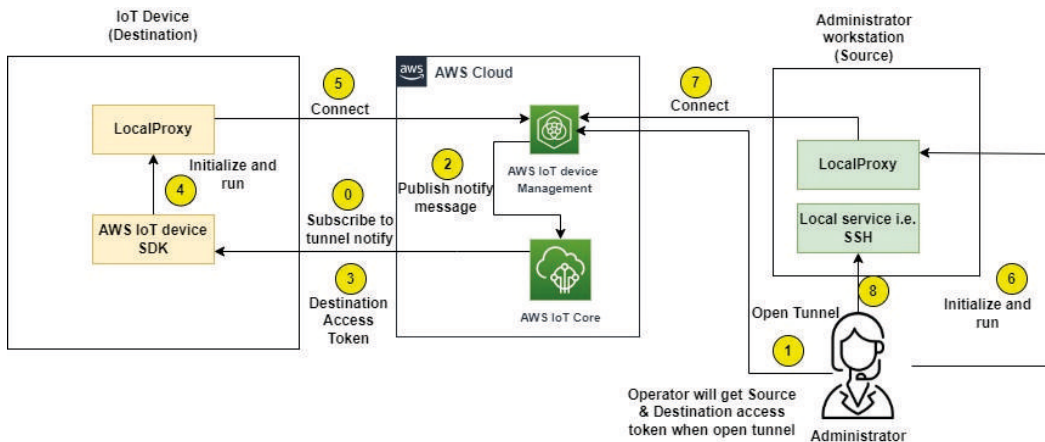 IoT Device
(Destination)
Administrator
workstation
(Source)
aws
AWS Cloud
5
Connect
7
Connect
LocalProxy
Initialize and
run
4
2
Publish notify
message
AWS IoT device
Management
LocalProxy
0
Subscribe to
tunnel notify
AWS IoT device
SDK
Local service i.e.
SSH
3
Destination
Access
Token
AWS IoT Core
8
6
Initialize and
run
Open Tunnel
1
Operator will get Source
& Destination access
token when open tunnel
Administrator